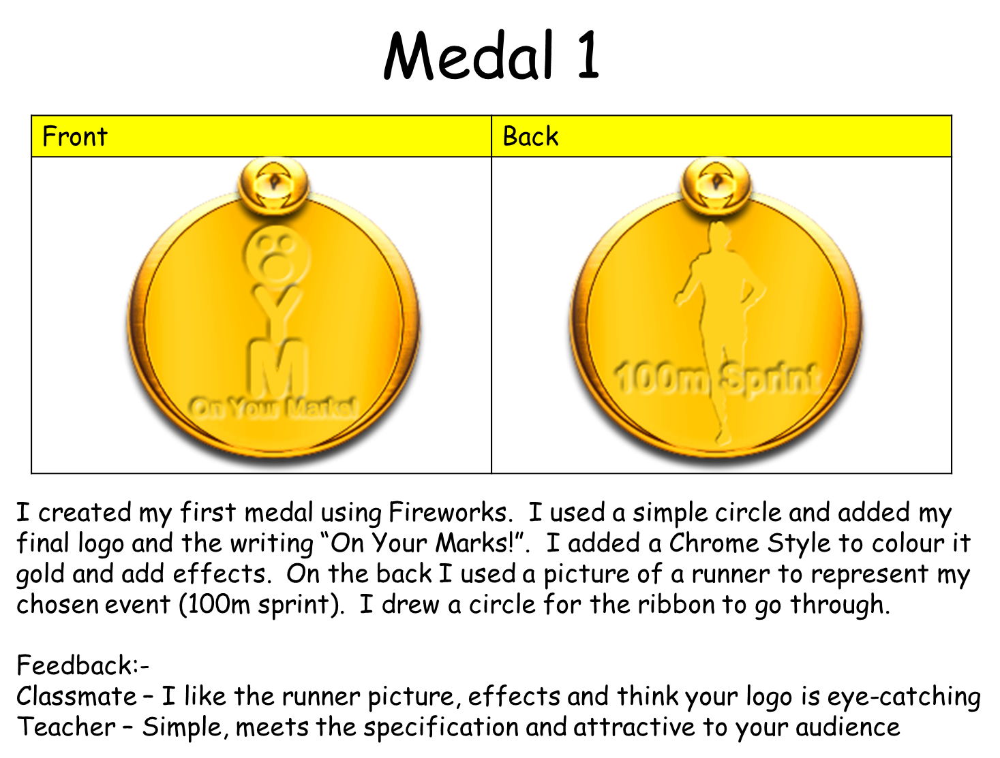 Medal 1
Front
Back
Y
M
On Your Marks!
100m Sprint
I created my first medal using Fireworks.  I used a simple circle and added my
final logo and the writing “On Your Marks!”.  I added a Chrome Style to colour it
gold and add effects.  On the back I used a picture of a runner to represent my
chosen event (100m sprint).  I drew a circle for the ribbon to go through.
Feedback:-
Classmate – I like the runner picture, effects and think your logo is eye-catching
Teacher – Simple, meets the specification and attractive to your audience